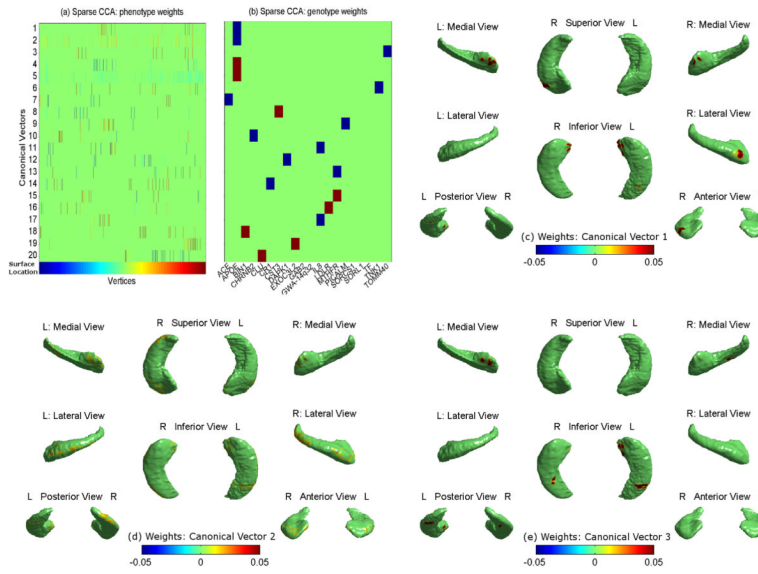 (a) Sparse CCA: phenotype weights
Canonical Vectors
1
2
3
4
5
6
7
8
9
10
11
12
13
14
15
16
17
18
19
20
Surface
Location
Vertices
(b) Sparse CCA: genotype weights
ACE
APOE
BIN1
CHRNB2
CLU
CR1
DAPK1
IL8
LDLR
MTHFR
PICALM
SORCS1
SORL1
TF
TNK1
TOMM40
L: Medial View
R Superior View L
R: Medial View
L: Lateral View
R Inferior View L
R: Lateral View
L Posterior View R
R Anterior View
(c) Weights: Canonical Vector 1
-0.05 0 0.05
L: Medial View
R Superior View L
R: Medial View
L: Lateral View
R Inferior View L
R: Lateral View
L Posterior View R
R Anterior View L
(d) Weights: Canonical Vector 2
-0.05 0 0.05
L: Medial View
R Superior View L
R: Medial View
L: Lateral View
R Inferior View L
R: Lateral View
L Posterior View R
R Anterior View
(e) Weights: Canonical Vector 3
-0.05 0 0.05